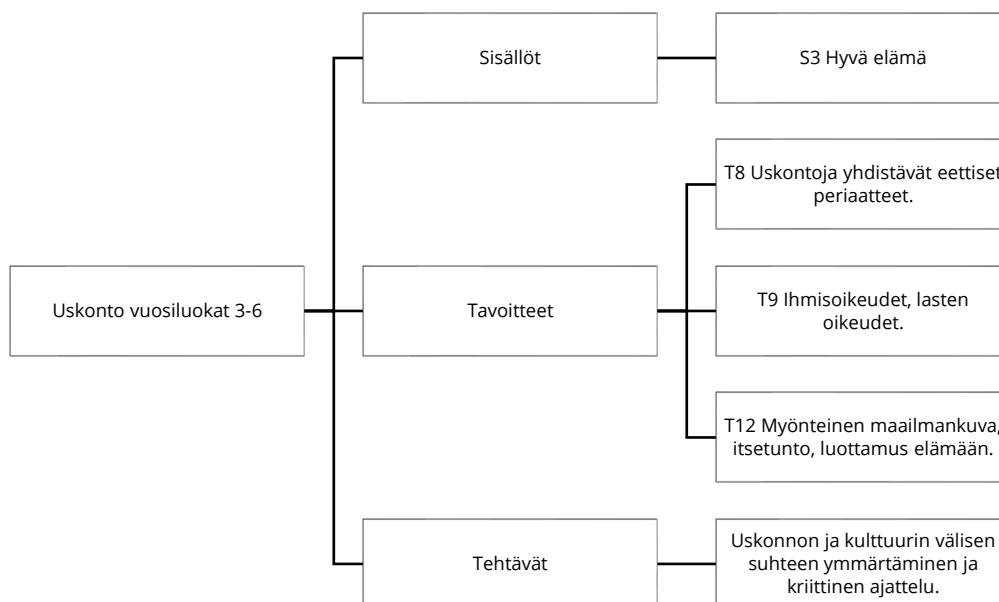 Sisällöt
S3 Hyvä elämä
T8 Uskontoja yhdistävät eettiset
periaatteet.
Uskonto vuosiluokat 3-6
Tavoitteet
T9 Ihmisoikeudet, lasten
oikeudet.
T12 Myönteinen maailmankuva,
itsetunto, luottamus elämään.
Tehtävät
Uskonnon ja kulttuurin välisen
suhteen ymmärtäminen ja
kriittinen ajattelu.